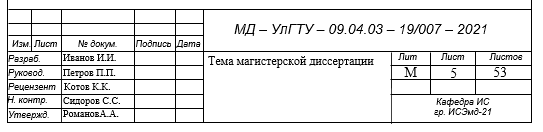 МД – УлГТУ – 09.04.03 – 19/007 – 2021
Изм. Лист № докум. Подпись Дата
Разраб. Иванов И.И.
Руковод. Петров П.П.
Рецензент Котов К.К.
Н. контр. Сидоров С.С.
Утвержд. РомановА.А.
Тема магистерской диссертации
Лит Лист Листов
М 5 53
Кафедра ИС
гр. ИСЭмд-21